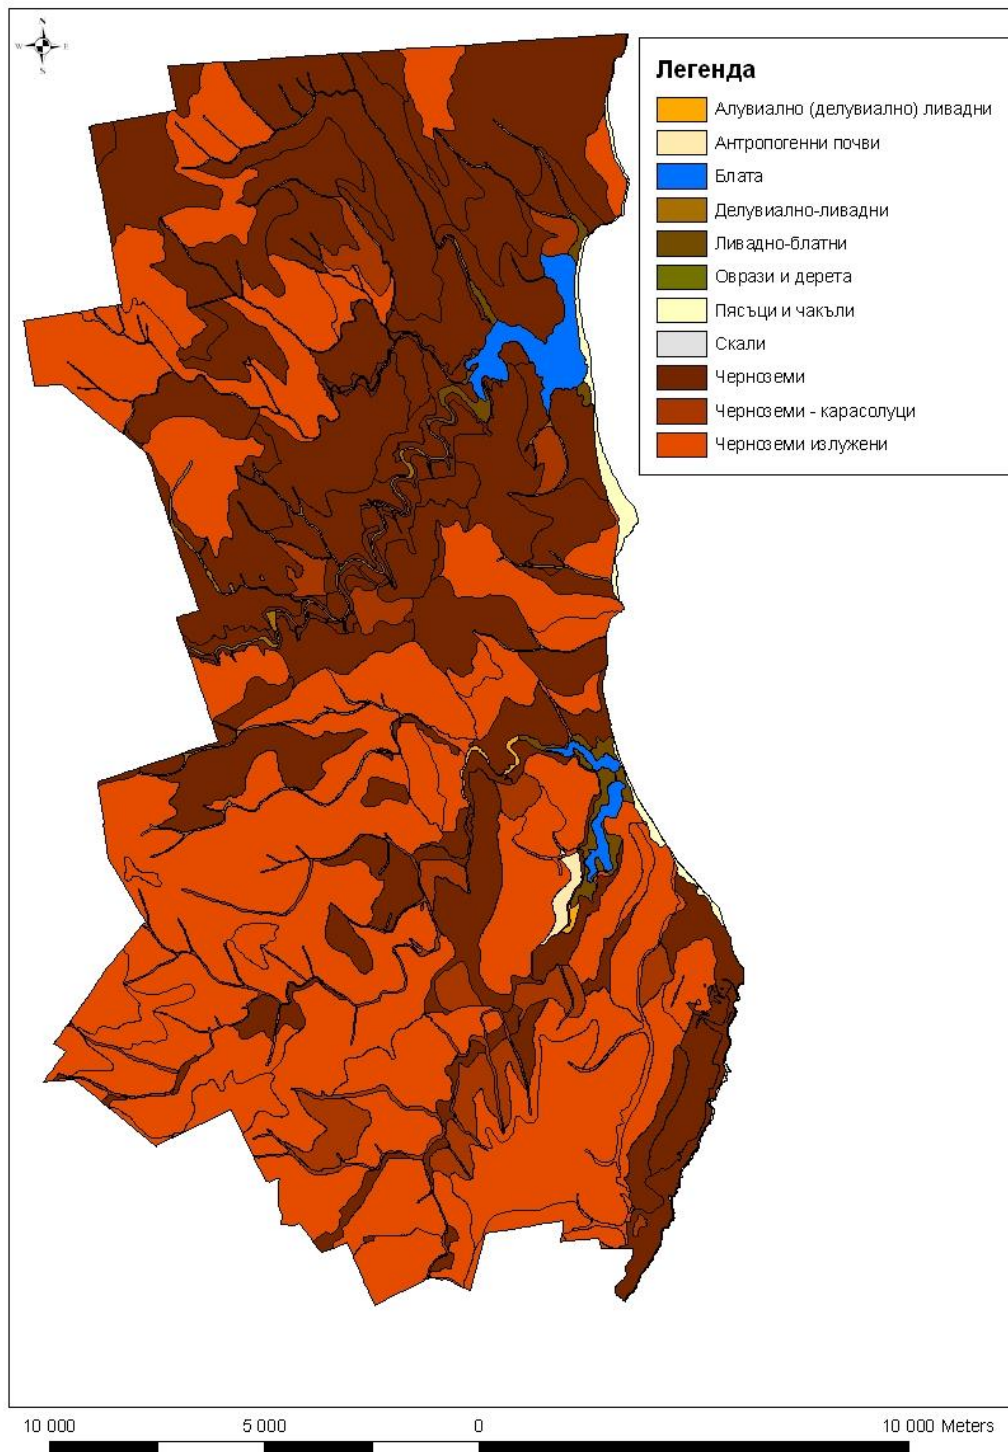 N
W E
S
Легенда
Алувиално (делувиално) ливадни
Антропогенни почви
Блата
Делувиално-ливадни
Ливадно-блатни
Оврази и дерета
Пясъци и чакъли
Скали
Черноземи
Черноземи - карасолуци
Черноземи излужени
10 000 5 000 0 10 000 Meters